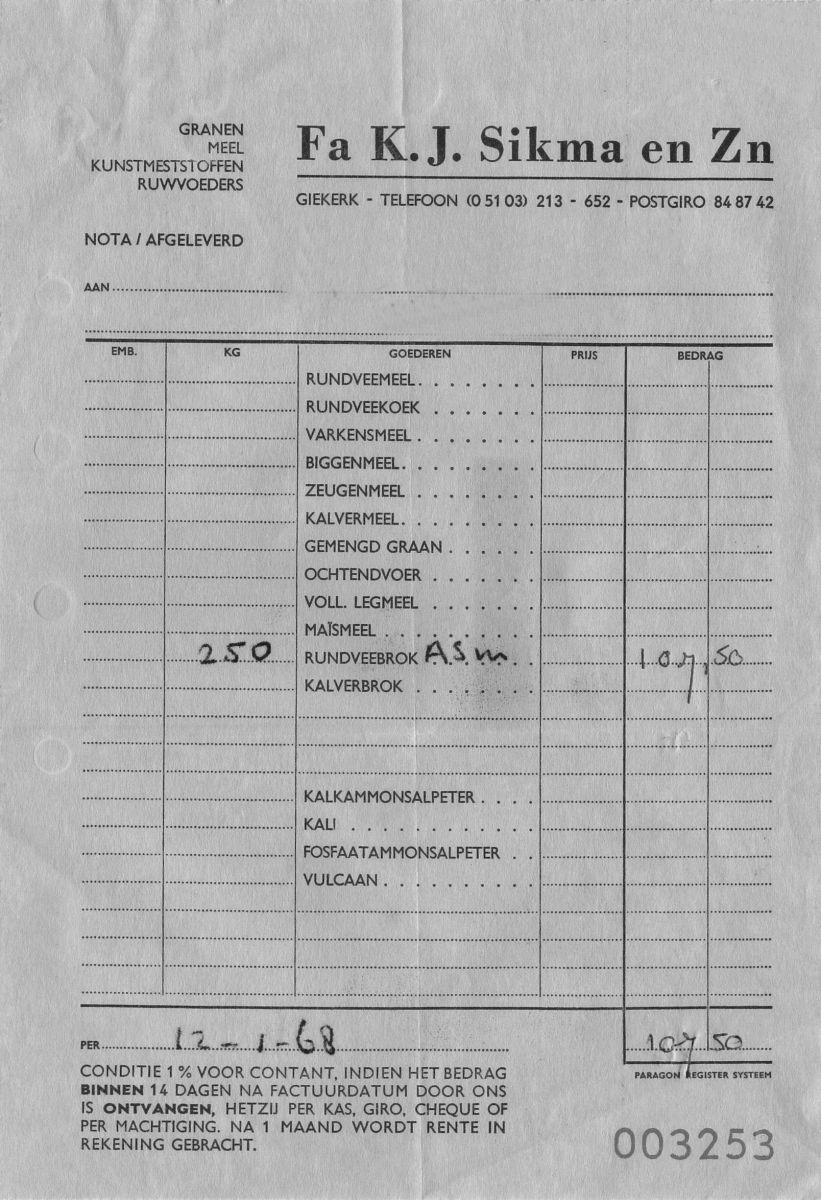 GRANEN
MEEL
KUNSTMESTSTOFFEN
RUWVOEDERS
Fa K. J. Sikma en Zn
GIEKERK - TELEFOON (0 51 03) 213 - 652 - POSTGIRO 84 87 42
NOTA / AFGELEVERD
AAN
EMB. KG GOEDEREN PRIJS BEDRAG
RUNDVEEMEEL
RUNDVEEKOEK
VARKENSMEEL
BIGGENMEEL
ZEUGENMEEL
KALVERMEEL
GEMENGD GRAAN
OCHTENDVOER
VOLL. LEGMEEL
MAÏSMEEL
250 RUNDVEEBROK A.S.m. 107,50
KALVERBROK
KALKAMMONSALPETER
KALI
FOSFAATAMMONSALPETER
VULCAAN
PER 12-1-68 107 50
CONDITIE 1 % VOOR CONTANT, INDIEN HET BEDRAG
BINNEN 14 DAGEN NA FACTUURDATUM DOOR ONS
IS ONTVANGEN, HETZIJ PER KAS, GIRO, CHEQUE OF
PER MACHTIGING. NA 1 MAAND WORDT RENTE IN
REKENING GEBRACHT.
PARAGON REGISTER SYSTEEM
003253